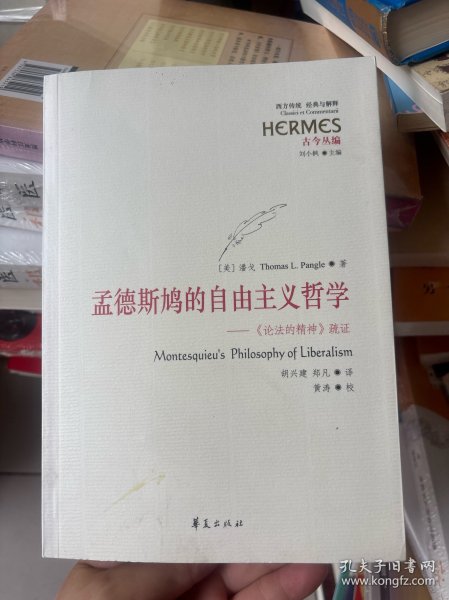 西方传统 经典与解释
Classici et Commentarii
HERMES
古今丛编
刘小枫 ◉ 主编
[美] 潘戈 Thomas L. Pangle ◉ 著
孟德斯鸠的自由主义哲学
——《论法的精神》疏证
Montesquieu's Philosophy of Liberalism
胡兴建 郑凡 ◉ 译
黄涛 ◉ 校
华夏出版社
孔夫子旧书网
www.kongfz.com